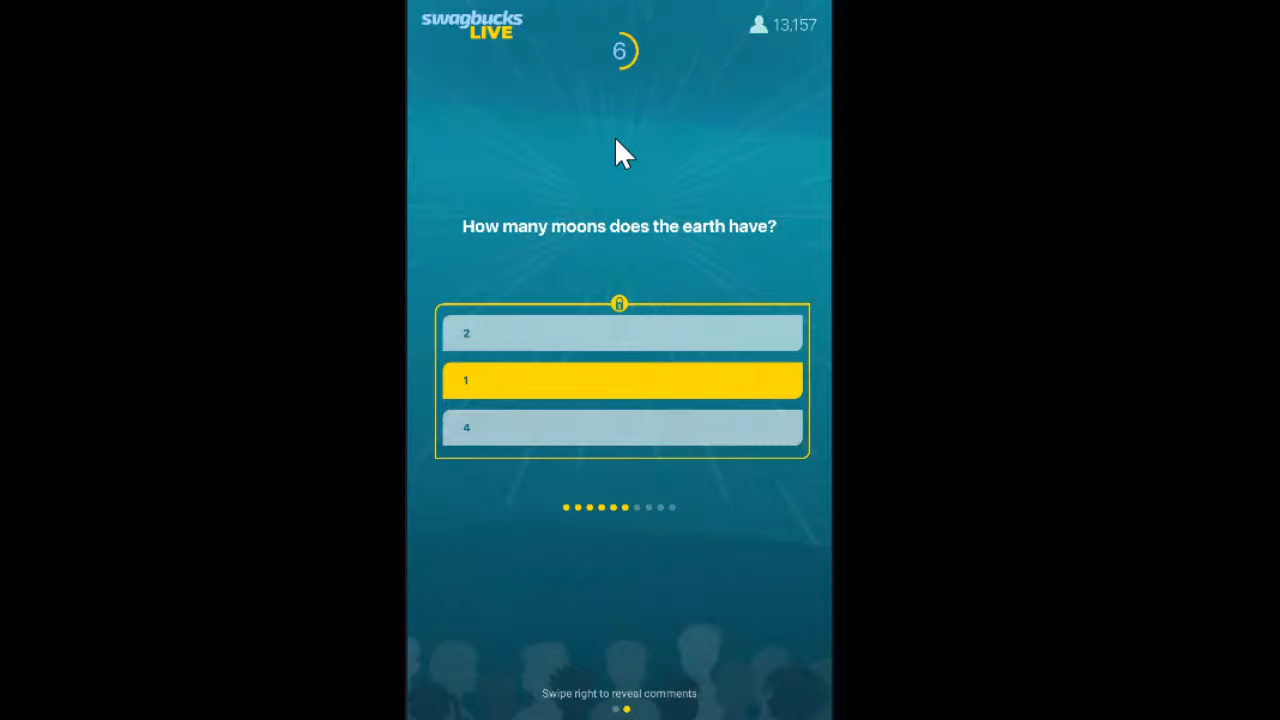 swagbucks
LIVE
13,157
6
How many moons does the earth have?
2
1
4
Swipe right to reveal comments